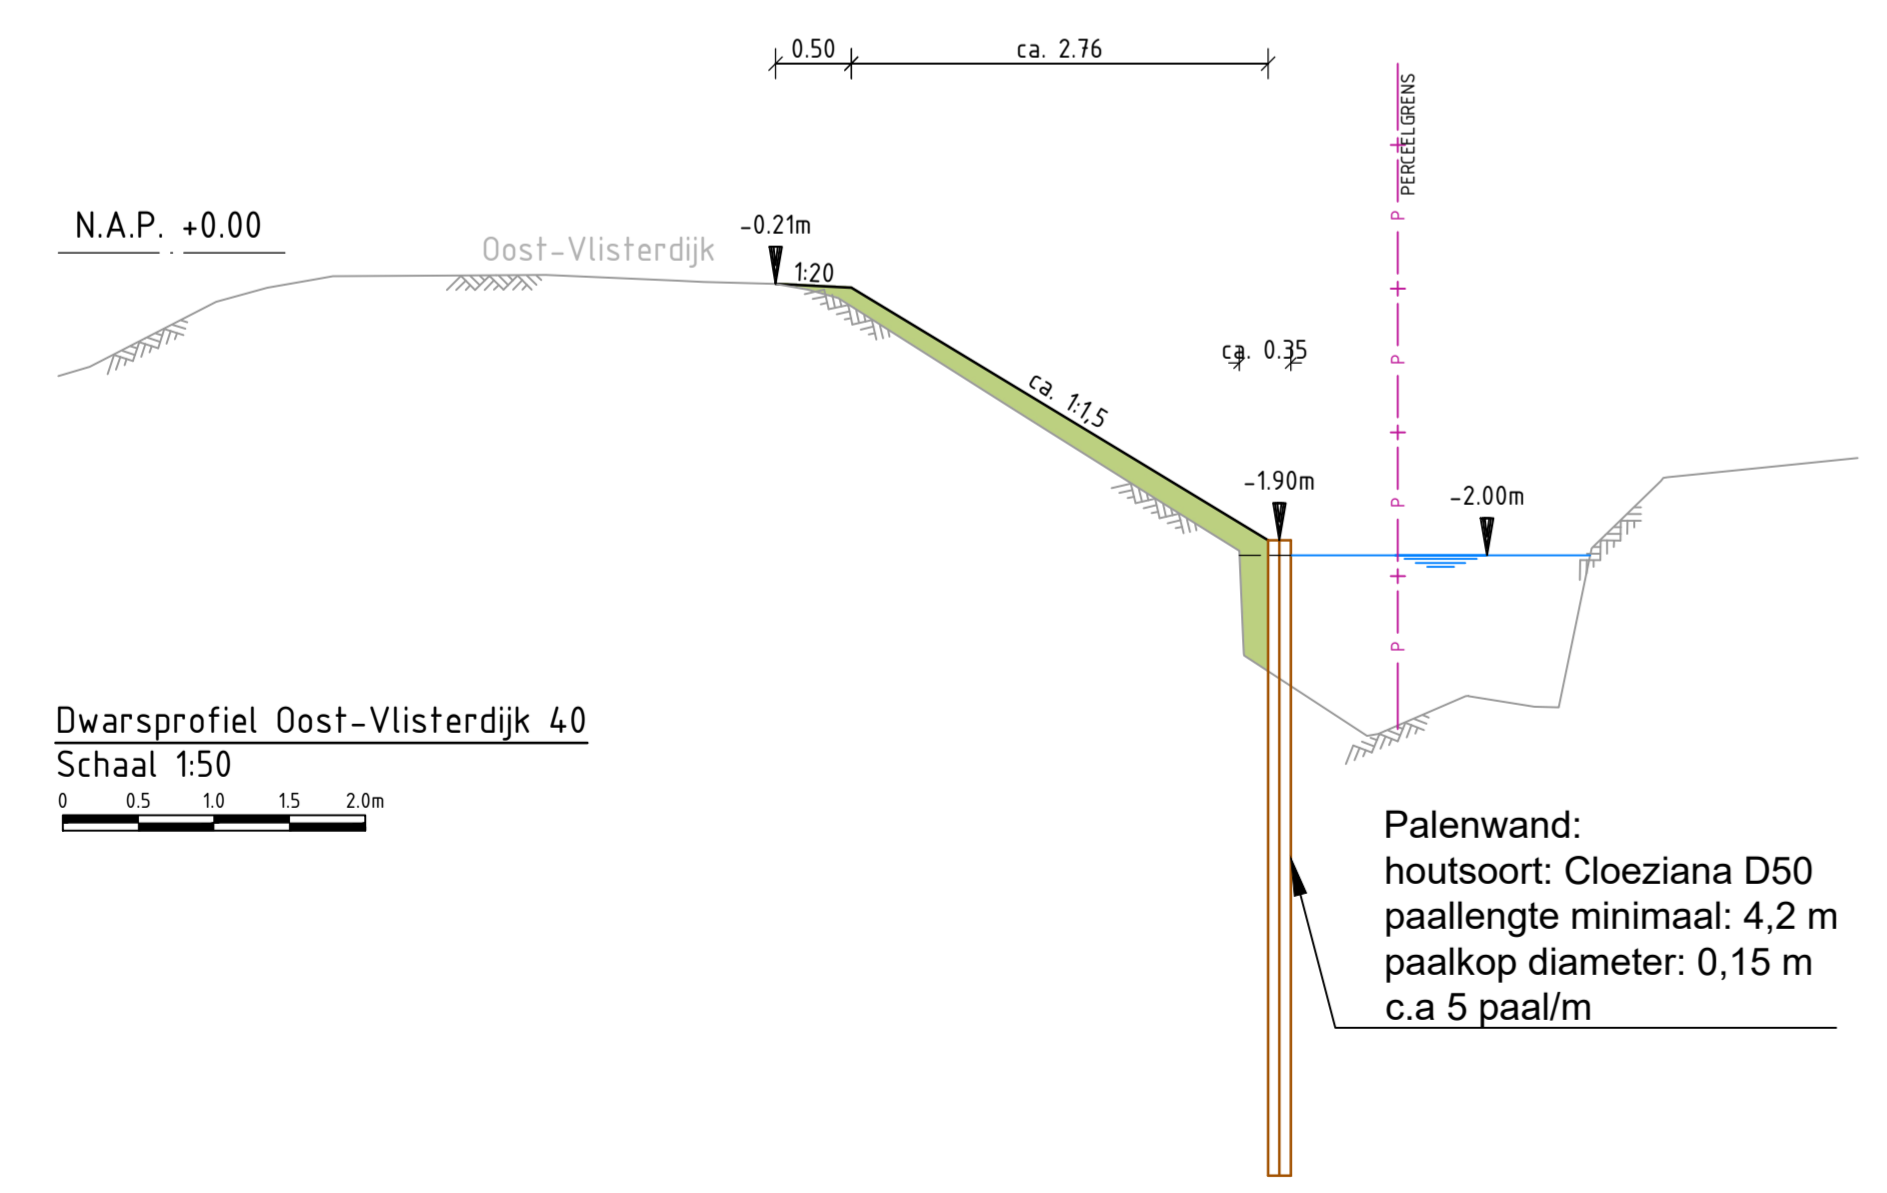 0.50
ca. 2.76
PERCEELGRENS
N.A.P. +0.00
Oost-Vlisterdijk
-0.21m
1:20
P
ca. 0.35
P
ca. 1:1,5
-1.90m
-2.00m
P
P
Dwarsprofiel Oost-Vlisterdijk 40
Schaal 1:50
0 0.5 1.0 1.5 2.0m
Palenwand:
houtsoort: Cloeziana D50
paallengte minimaal: 4,2 m
paalkop diameter: 0,15 m
c.a 5 paal/m